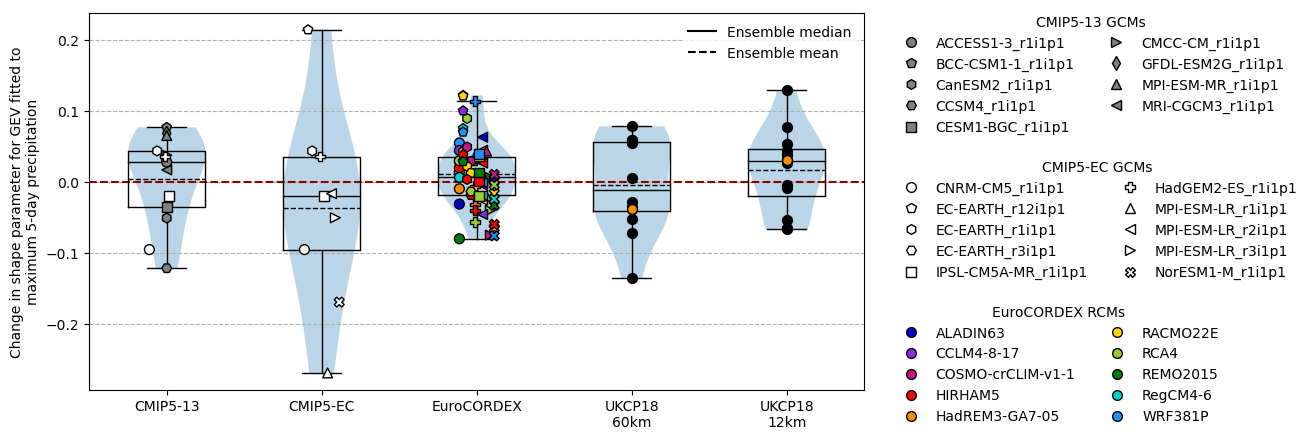 Change in shape parameter for GEV fitted to
maximum 5-day precipitation
0.2
0.1
0.0
−0.1
−0.2
Ensemble median
Ensemble mean
CMIP5-13
CMIP5-EC
EuroCORDEX
UKCP18
60km
UKCP18
12km
CMIP5-13 GCMs
ACCESS1-3_r1i1p1
BCC-CSM1-1_r1i1p1
CanESM2_r1i1p1
CCSM4_r1i1p1
CESM1-BGC_r1i1p1
CMCC-CM_r1i1p1
GFDL-ESM2G_r1i1p1
MPI-ESM-MR_r1i1p1
MRI-CGCM3_r1i1p1
CMIP5-EC GCMs
CNRM-CM5_r1i1p1
EC-EARTH_r12i1p1
EC-EARTH_r1i1p1
EC-EARTH_r3i1p1
IPSL-CM5A-MR_r1i1p1
HadGEM2-ES_r1i1p1
MPI-ESM-LR_r1i1p1
MPI-ESM-LR_r2i1p1
MPI-ESM-LR_r3i1p1
NorESM1-M_r1i1p1
EuroCORDEX RCMs
ALADIN63
CCLM4-8-17
COSMO-crCLIM-v1-1
HIRHAM5
HadREM3-GA7-05
RACMO22E
RCA4
REMO2015
RegCM4-6
WRF381P